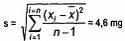 s = √(Σ_{i=1}^{i=n} (x_i - x̄)² / (n-1)) = 4,6 mg